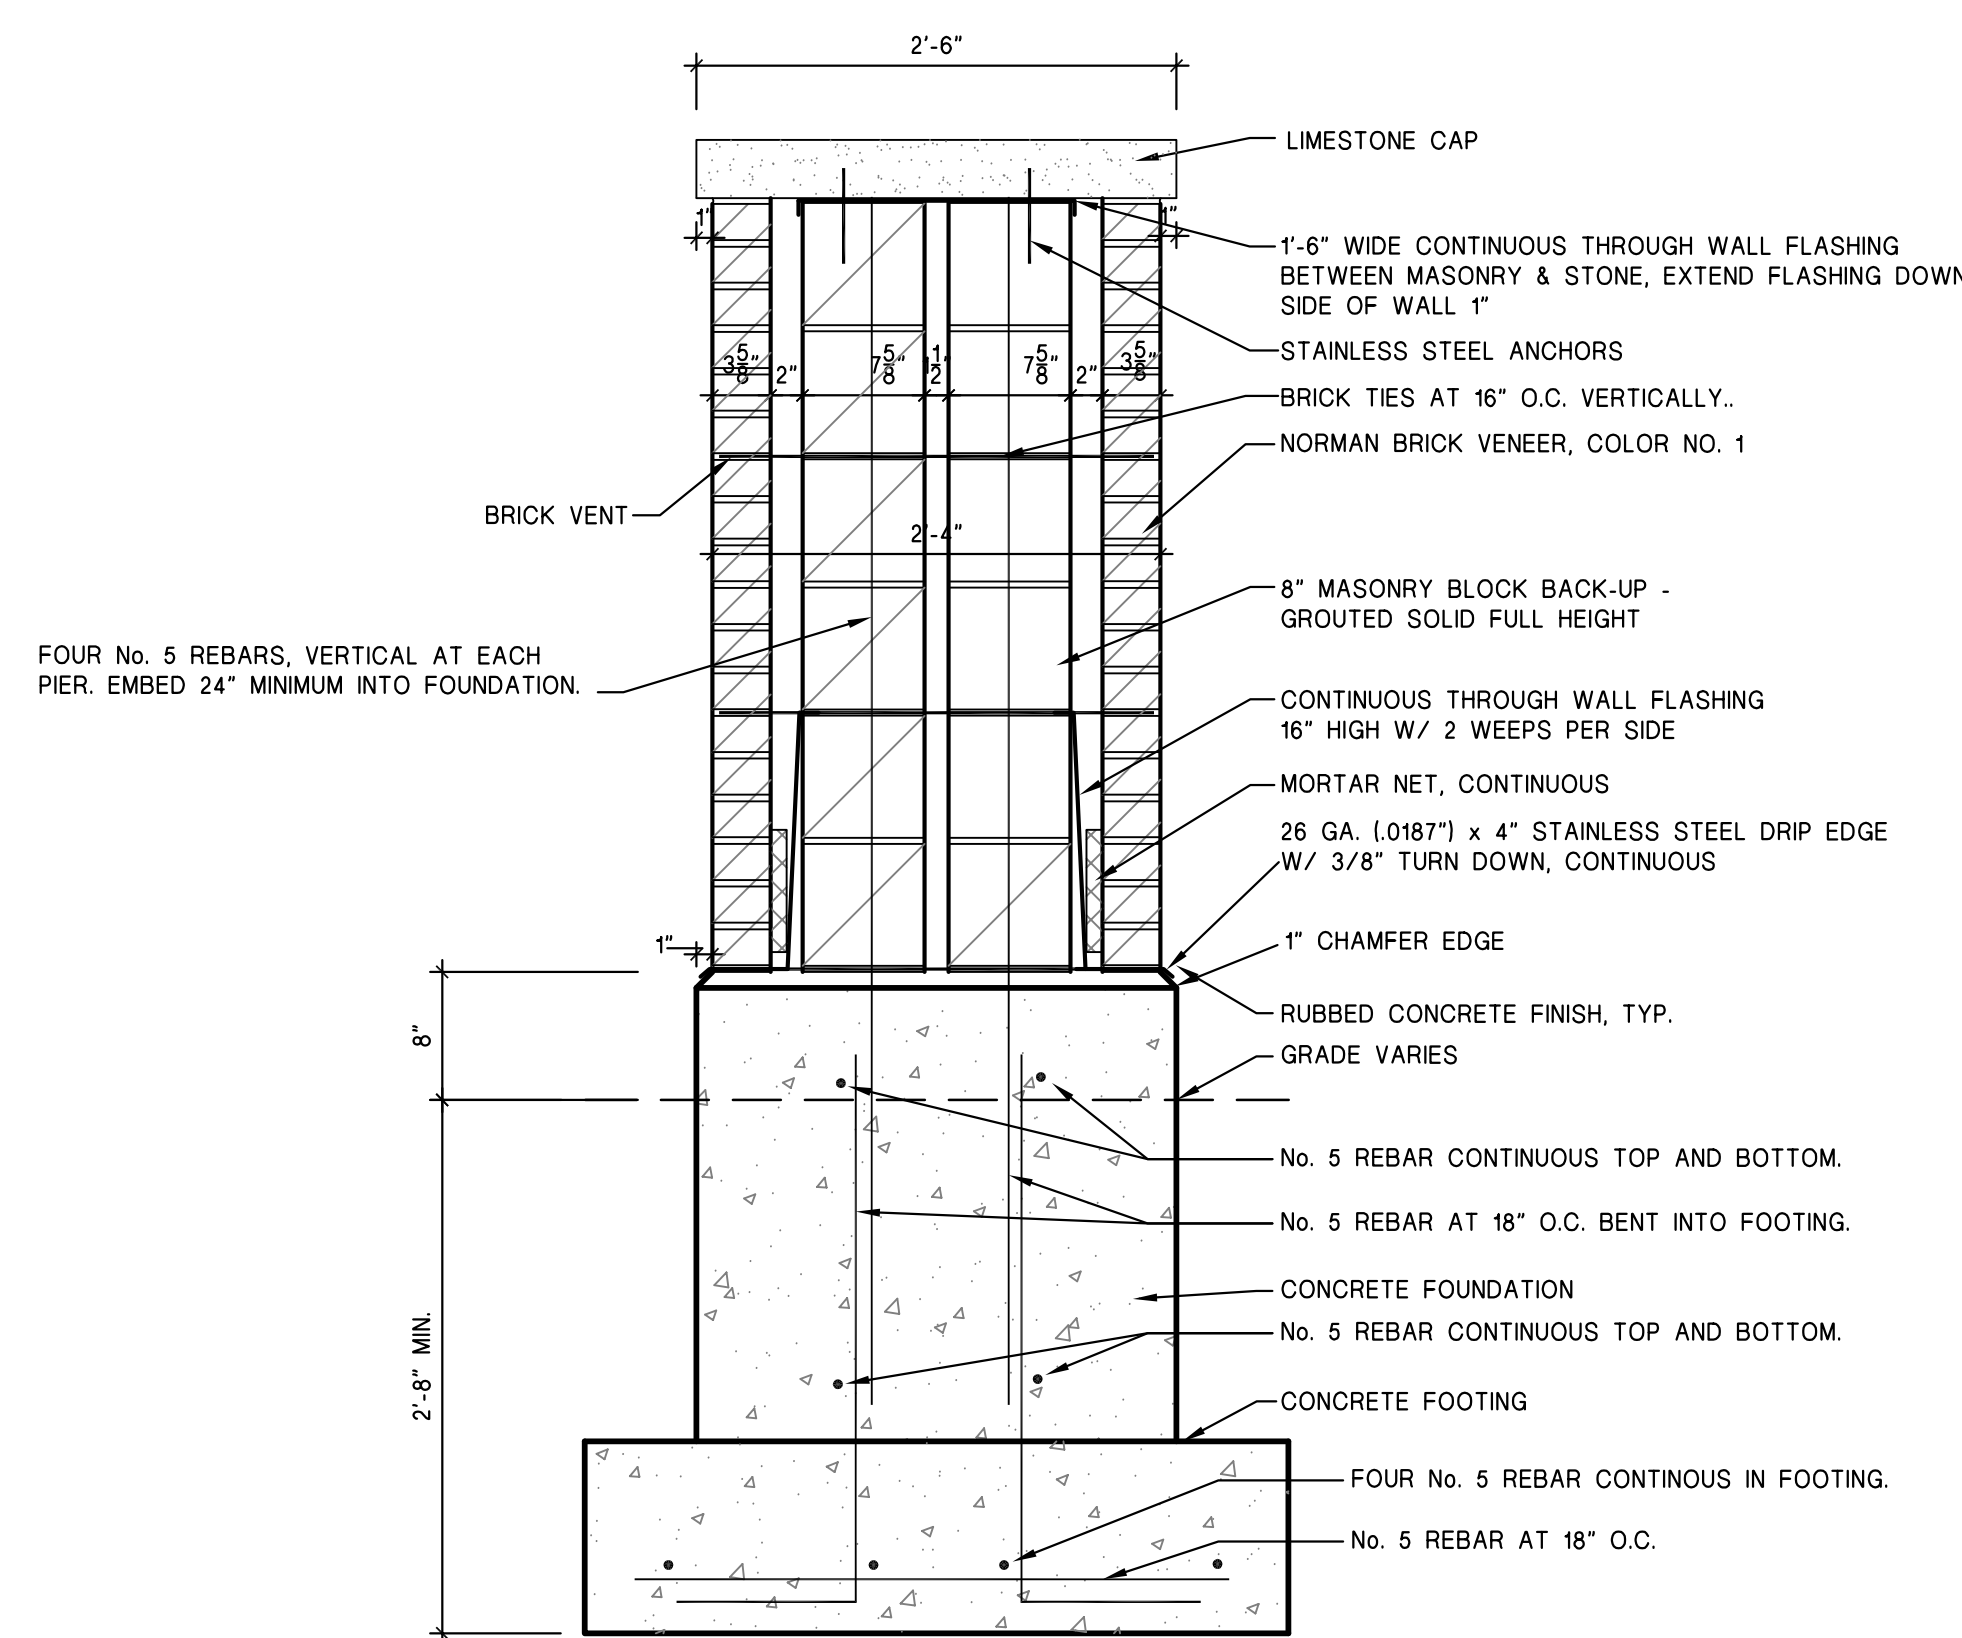 2'-6"
LIMESTONE CAP
1"
1"
1'-6" WIDE CONTINUOUS THROUGH WALL FLASHING
BETWEEN MASONRY & STONE, EXTEND FLASHING DOWN
SIDE OF WALL 1"
STAINLESS STEEL ANCHORS
3 5/8"
2"
7 5/8"
1 1/2"
7 5/8"
2"
3 5/8"
BRICK TIES AT 16" O.C. VERTICALLY..
NORMAN BRICK VENEER, COLOR NO. 1
BRICK VENT
2'-4"
8" MASONRY BLOCK BACK-UP -
GROUTED SOLID FULL HEIGHT
FOUR No. 5 REBARS, VERTICAL AT EACH
PIER. EMBED 24" MINIMUM INTO FOUNDATION.
CONTINUOUS THROUGH WALL FLASHING
16" HIGH W/ 2 WEEPS PER SIDE
MORTAR NET, CONTINUOUS
26 GA. (.0187") x 4" STAINLESS STEEL DRIP EDGE
W/ 3/8" TURN DOWN, CONTINUOUS
1"
1" CHAMFER EDGE
RUBBED CONCRETE FINISH, TYP.
8"
GRADE VARIES
No. 5 REBAR CONTINUOUS TOP AND BOTTOM.
No. 5 REBAR AT 18" O.C. BENT INTO FOOTING.
CONCRETE FOUNDATION
No. 5 REBAR CONTINUOUS TOP AND BOTTOM.
2'-8" MIN.
CONCRETE FOOTING
FOUR No. 5 REBAR CONTINOUS IN FOOTING.
No. 5 REBAR AT 18" O.C.